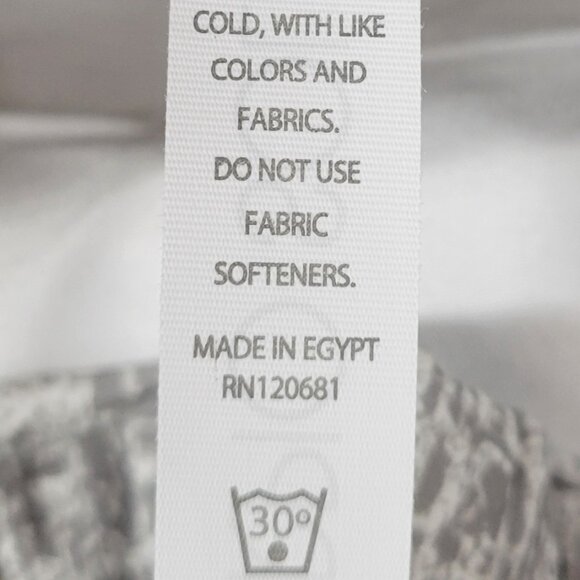 COLD, WITH LIKE
COLORS AND
FABRICS.
DO NOT USE
FABRIC
SOFTENERS.
MADE IN EGYPT
RN120681
30°